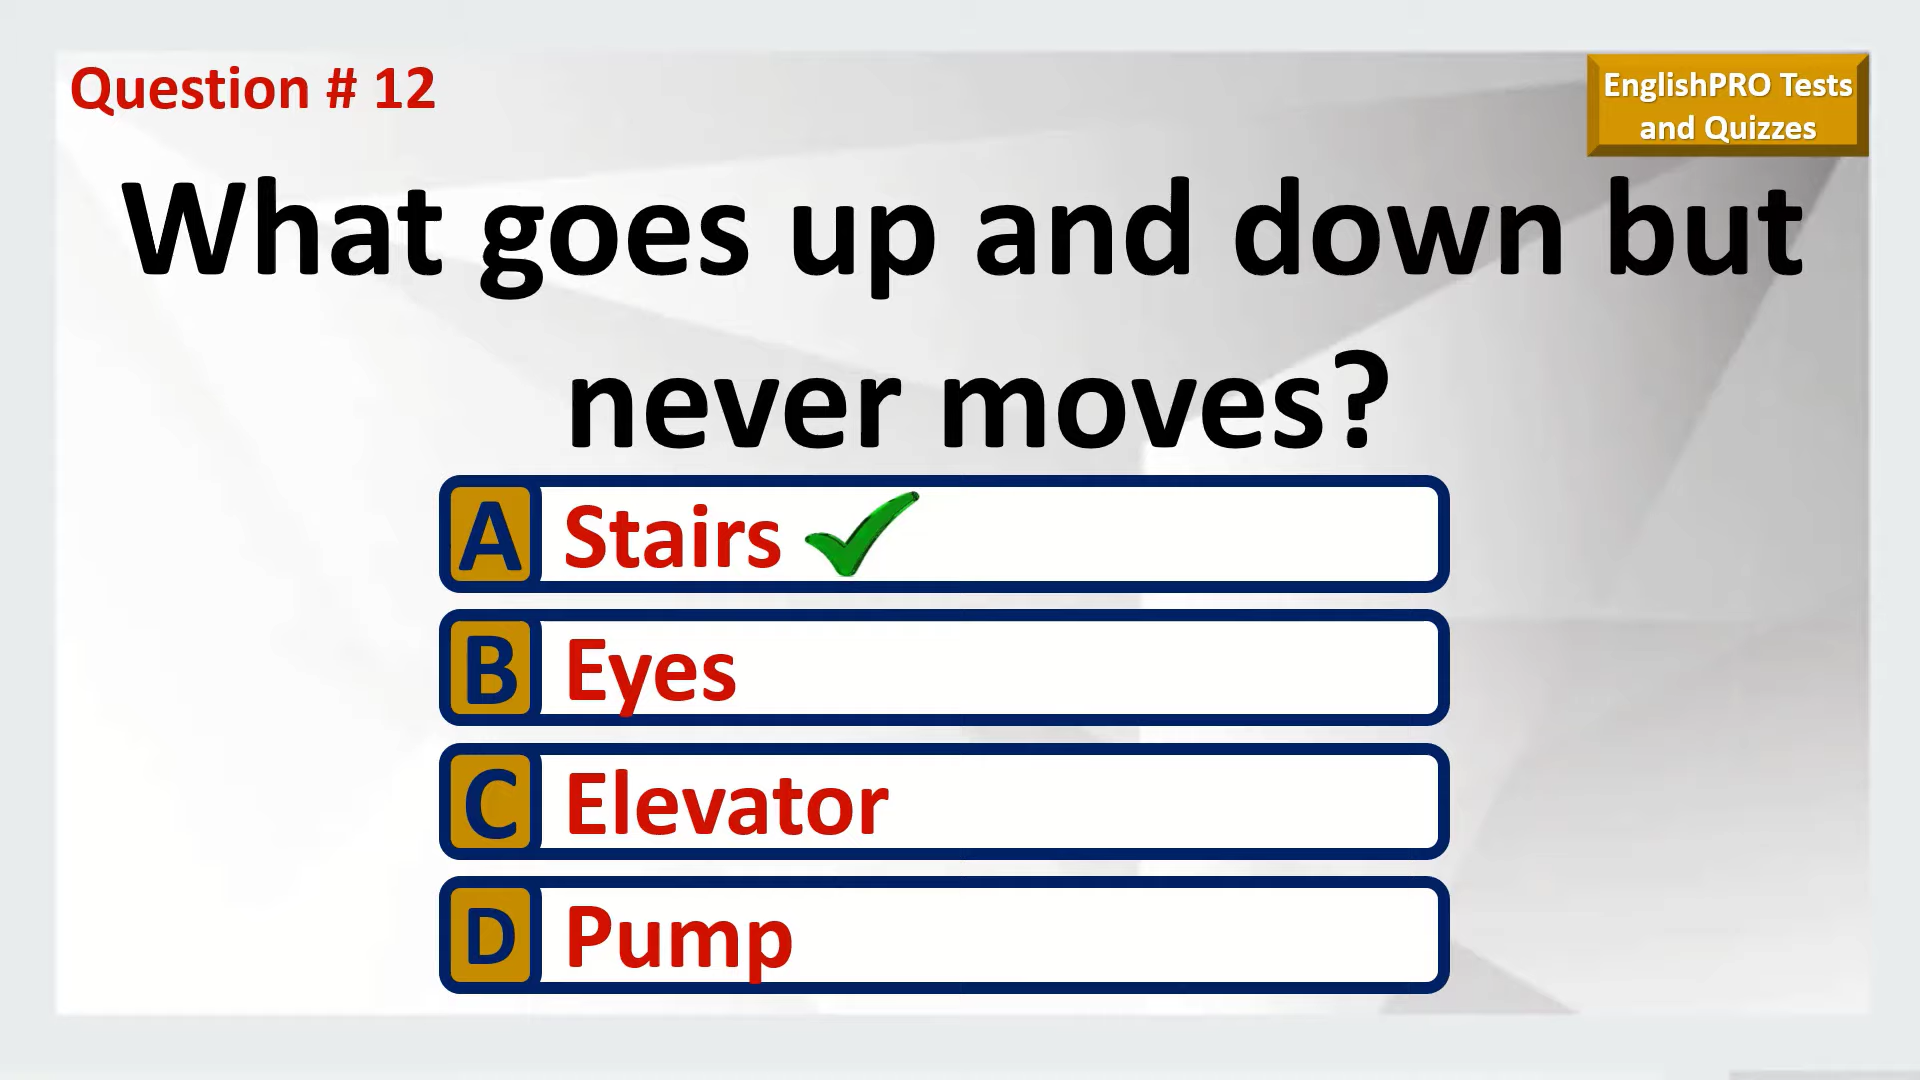 Question # 12
EnglishPRO Tests
and Quizzes
What goes up and down but
never moves?
A Stairs
B Eyes
C Elevator
D Pump